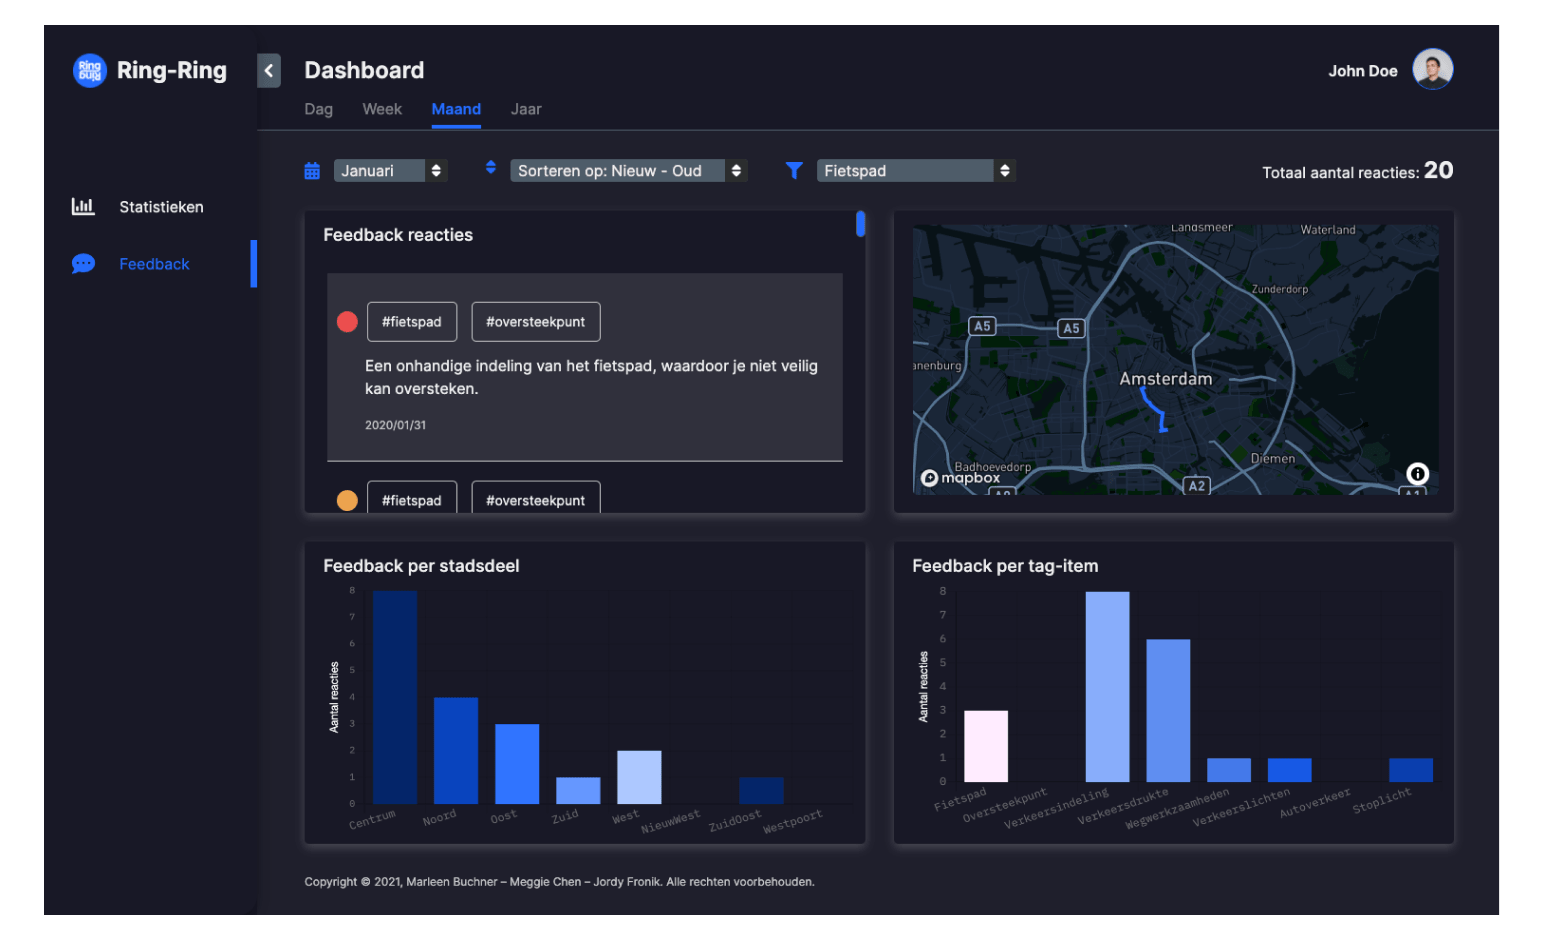 Ring-Ring
Dashboard
John Doe
Dag Week Maand Jaar
Januari
Sorteren op: Nieuw - Oud
Fietspad
Totaal aantal reacties: 20
Statistieken
Feedback
Feedback reacties
#fietspad #oversteekpunt
Een onhandige indeling van het fietspad, waardoor je niet veilig
kan oversteken.
2020/01/31
#fietspad #oversteekpunt
Landsmeer
Waterland
Zunderdorp
A5
A5
Amsterdam
Diemen
Badhoevedorp
mapbox
A2
A1
Feedback per stadsdeel
Aantal reacties
8
7
6
5
4
3
2
1
0
Centrum Noord Oost Zuid West NieuwWest ZuidOost Westpoort
Feedback per tag-item
Aantal reacties
8
7
6
5
4
3
2
1
0
Fietspad Oversteekpunt Verkeersindeling Verkeersdrukte Wegwerkzaamheden Verkeerslichten Autoverkeer Stoplicht
Copyright © 2021, Marleen Buchner – Meggie Chen – Jordy Fronik. Alle rechten voorbehouden.